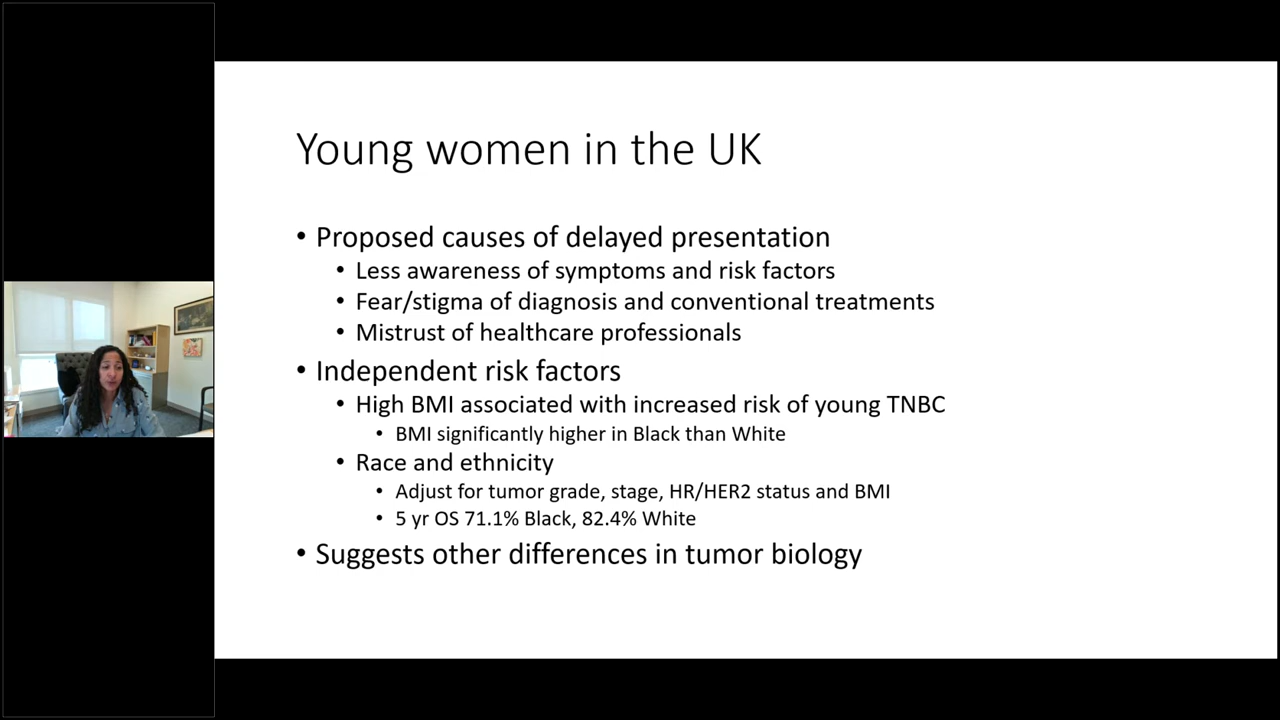 Young women in the UK
• Proposed causes of delayed presentation
• Less awareness of symptoms and risk factors
• Fear/stigma of diagnosis and conventional treatments
• Mistrust of healthcare professionals
• Independent risk factors
• High BMI associated with increased risk of young TNBC
• BMI significantly higher in Black than White
• Race and ethnicity
• Adjust for tumor grade, stage, HR/HER2 status and BMI
• 5 yr OS 71.1% Black, 82.4% White
• Suggests other differences in tumor biology